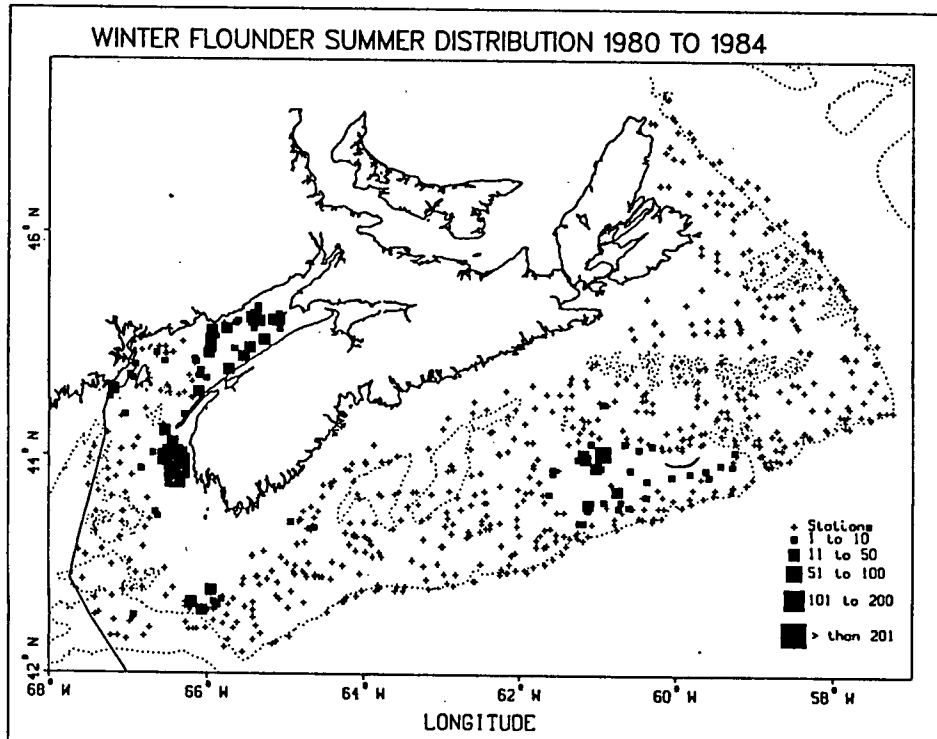 WINTER FLOUNDER SUMMER DISTRIBUTION 1980 TO 1984
46° N
44° N
42° N
+ Stations
1 to 10
11 to 50
51 to 100
101 to 200
> than 201
68° W
66° W
64° W
62° W
60° W
58° W
LONGITUDE